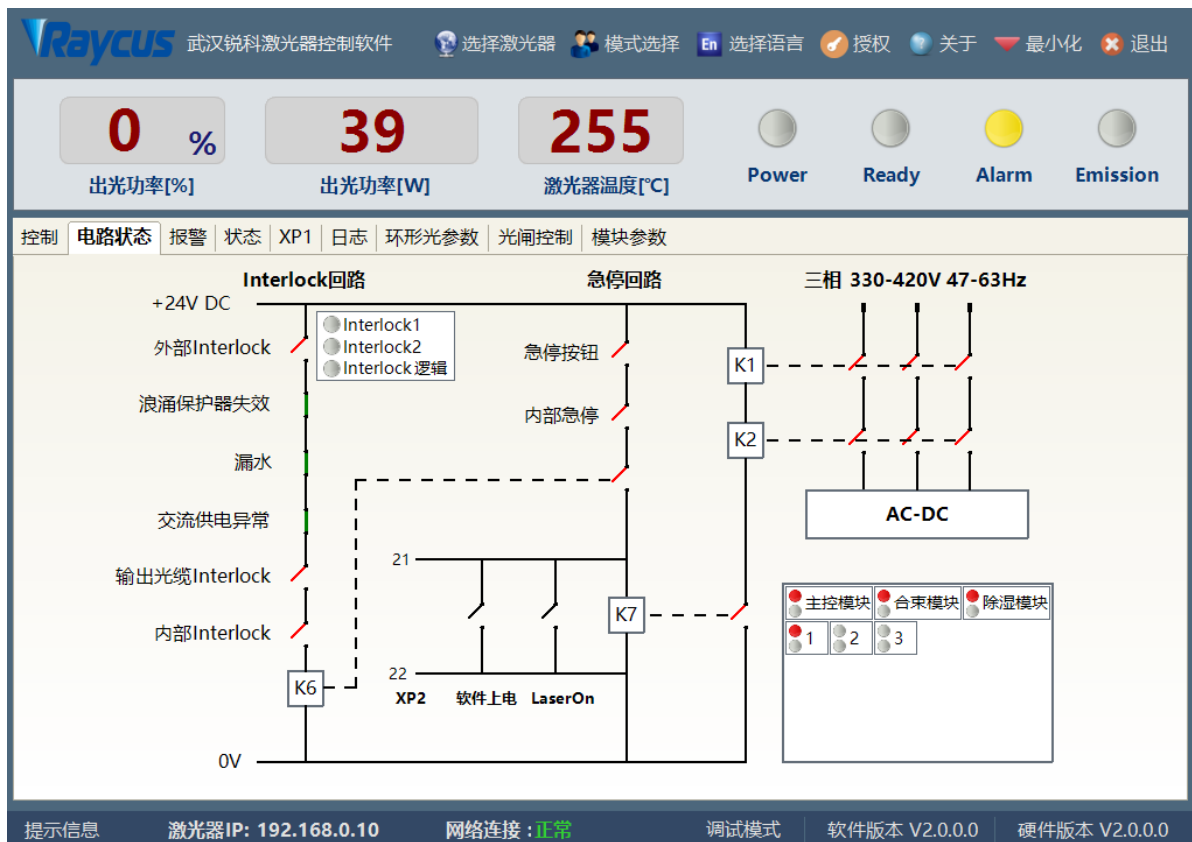 Raycus 武汉锐科激光器控制软件 选择激光器 模式选择 En 选择语言 授权 关于 最小化 退出
0 % 39 255
出光功率[%] 出光功率[W] 激光器温度[℃] Power Ready Alarm Emission
控制 电路状态 报警 状态 XP1 日志 环形光参数 光闸控制 模块参数
Interlock回路 急停回路 三相 330-420V 47-63Hz
+24V DC
Interlock1
外部Interlock Interlock2 急停按钮
Interlock逻辑 K1
浪涌保护器失效 内部急停
K2
漏水
交流供电异常 AC-DC
21
输出光缆Interlock
主控模块 合束模块 除湿模块
K7
内部Interlock 1 2 3
22
K6 XP2 软件上电 LaserOn
0V
提示信息 激光器IP: 192.168.0.10 网络连接 :正常 调试模式 软件版本 V2.0.0.0 硬件版本 V2.0.0.0